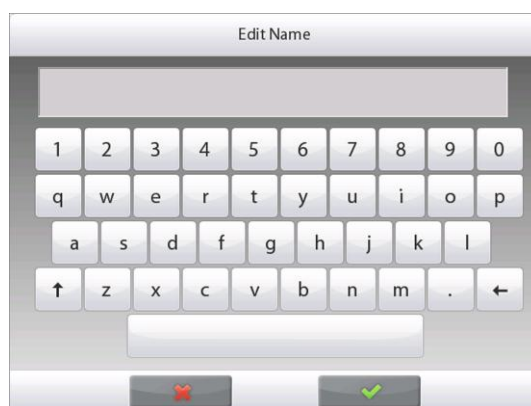 Edit Name
1 2 3 4 5 6 7 8 9 0
q w e r t y u i o p
a s d f g h j k l
↑ z x c v b n m . ←